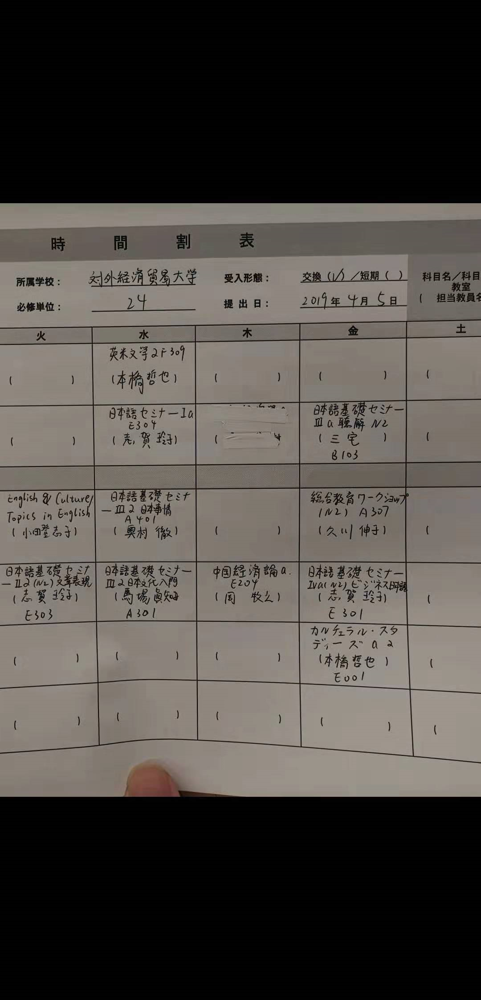 時間割表
所属学校：対外経済貿易大学
受入形態：交換（✓）／短期（ ）
科目名／科目
教室
（ 担当教員名
必修単位：24
提出日：2019年4月5日
火 水 木 金 土
英米文学2F309
（本橋哲也）
（ ）
（ ）
（ ）
（
日本語セミナーIa
E304
（志賀玲子）
（ ）
（
日本語基礎セミナー
Ⅲa聴解 N2
（三宅 ）
B103
（
English & Culture/
Topics in English
（小田登志子）
日本語基礎セミナ
ーⅢ2 日本事情
A401
（奥村 徹）
（ ）
総合教育ワークショップ
（N2） A307
（久川 伸子）
（
日本語基礎セミナ
ーⅡ2（N2）文章表現
（志賀 玲子）
E303
日本語基礎セミナー
Ⅲ2日本文化入門
（馬場眞知子）
A301
中国経済論a.
E204
（周 牧之）
日本語基礎セミナー
Ⅳa（N2）ビジネス日本語
（志賀 玲子）
E301
（
（ ）
（ ）
（ ）
カルチェラル・スタ
ディーズ a 2
（本橋哲也）
E001
（
（ ）
（ ）
（ ）
（ ）
（